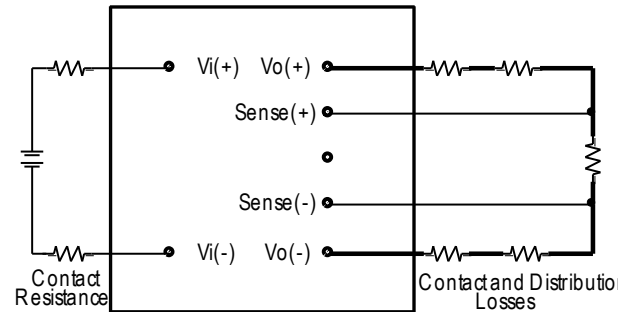 Vi(+) Vo(+)
Sense(+)
Sense(-)
Vi(-) Vo(-)
Contact
Resistance
Contact and Distribution
Losses